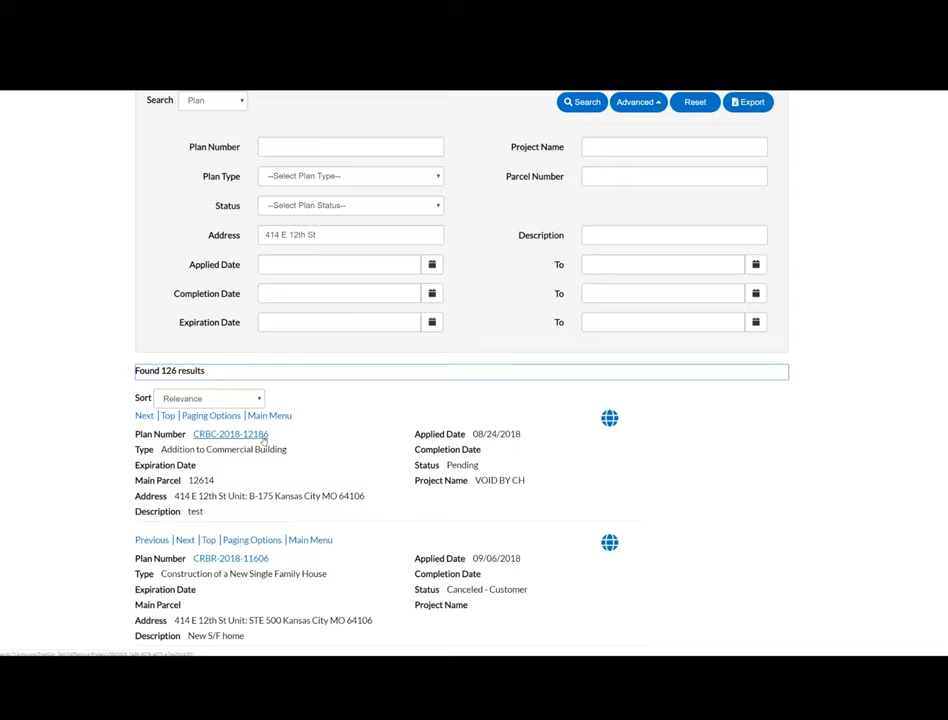 Search Plan Search Advanced Reset Export
Plan Number Project Name
Plan Type --Select Plan Type-- Parcel Number
Status --Select Plan Status--
Address 414 E 12th St Description
Applied Date To
Completion Date To
Expiration Date To
Found 126 results
Sort Relevance
Next | Top | Paging Options | Main Menu
Plan Number CRBC-2018-12186 Applied Date 08/24/2018
Type Addition to Commercial Building Completion Date
Expiration Date Status Pending
Main Parcel 12614 Project Name VOID BY CH
Address 414 E 12th St Unit: B-175 Kansas City MO 64106
Description test
Previous | Next | Top | Paging Options | Main Menu
Plan Number CRBR-2018-11606 Applied Date 09/06/2018
Type Construction of a New Single Family House Completion Date
Expiration Date Status Canceled - Customer
Main Parcel Project Name
Address 414 E 12th St Unit: STE 500 Kansas City MO 64106
Description New S/F home